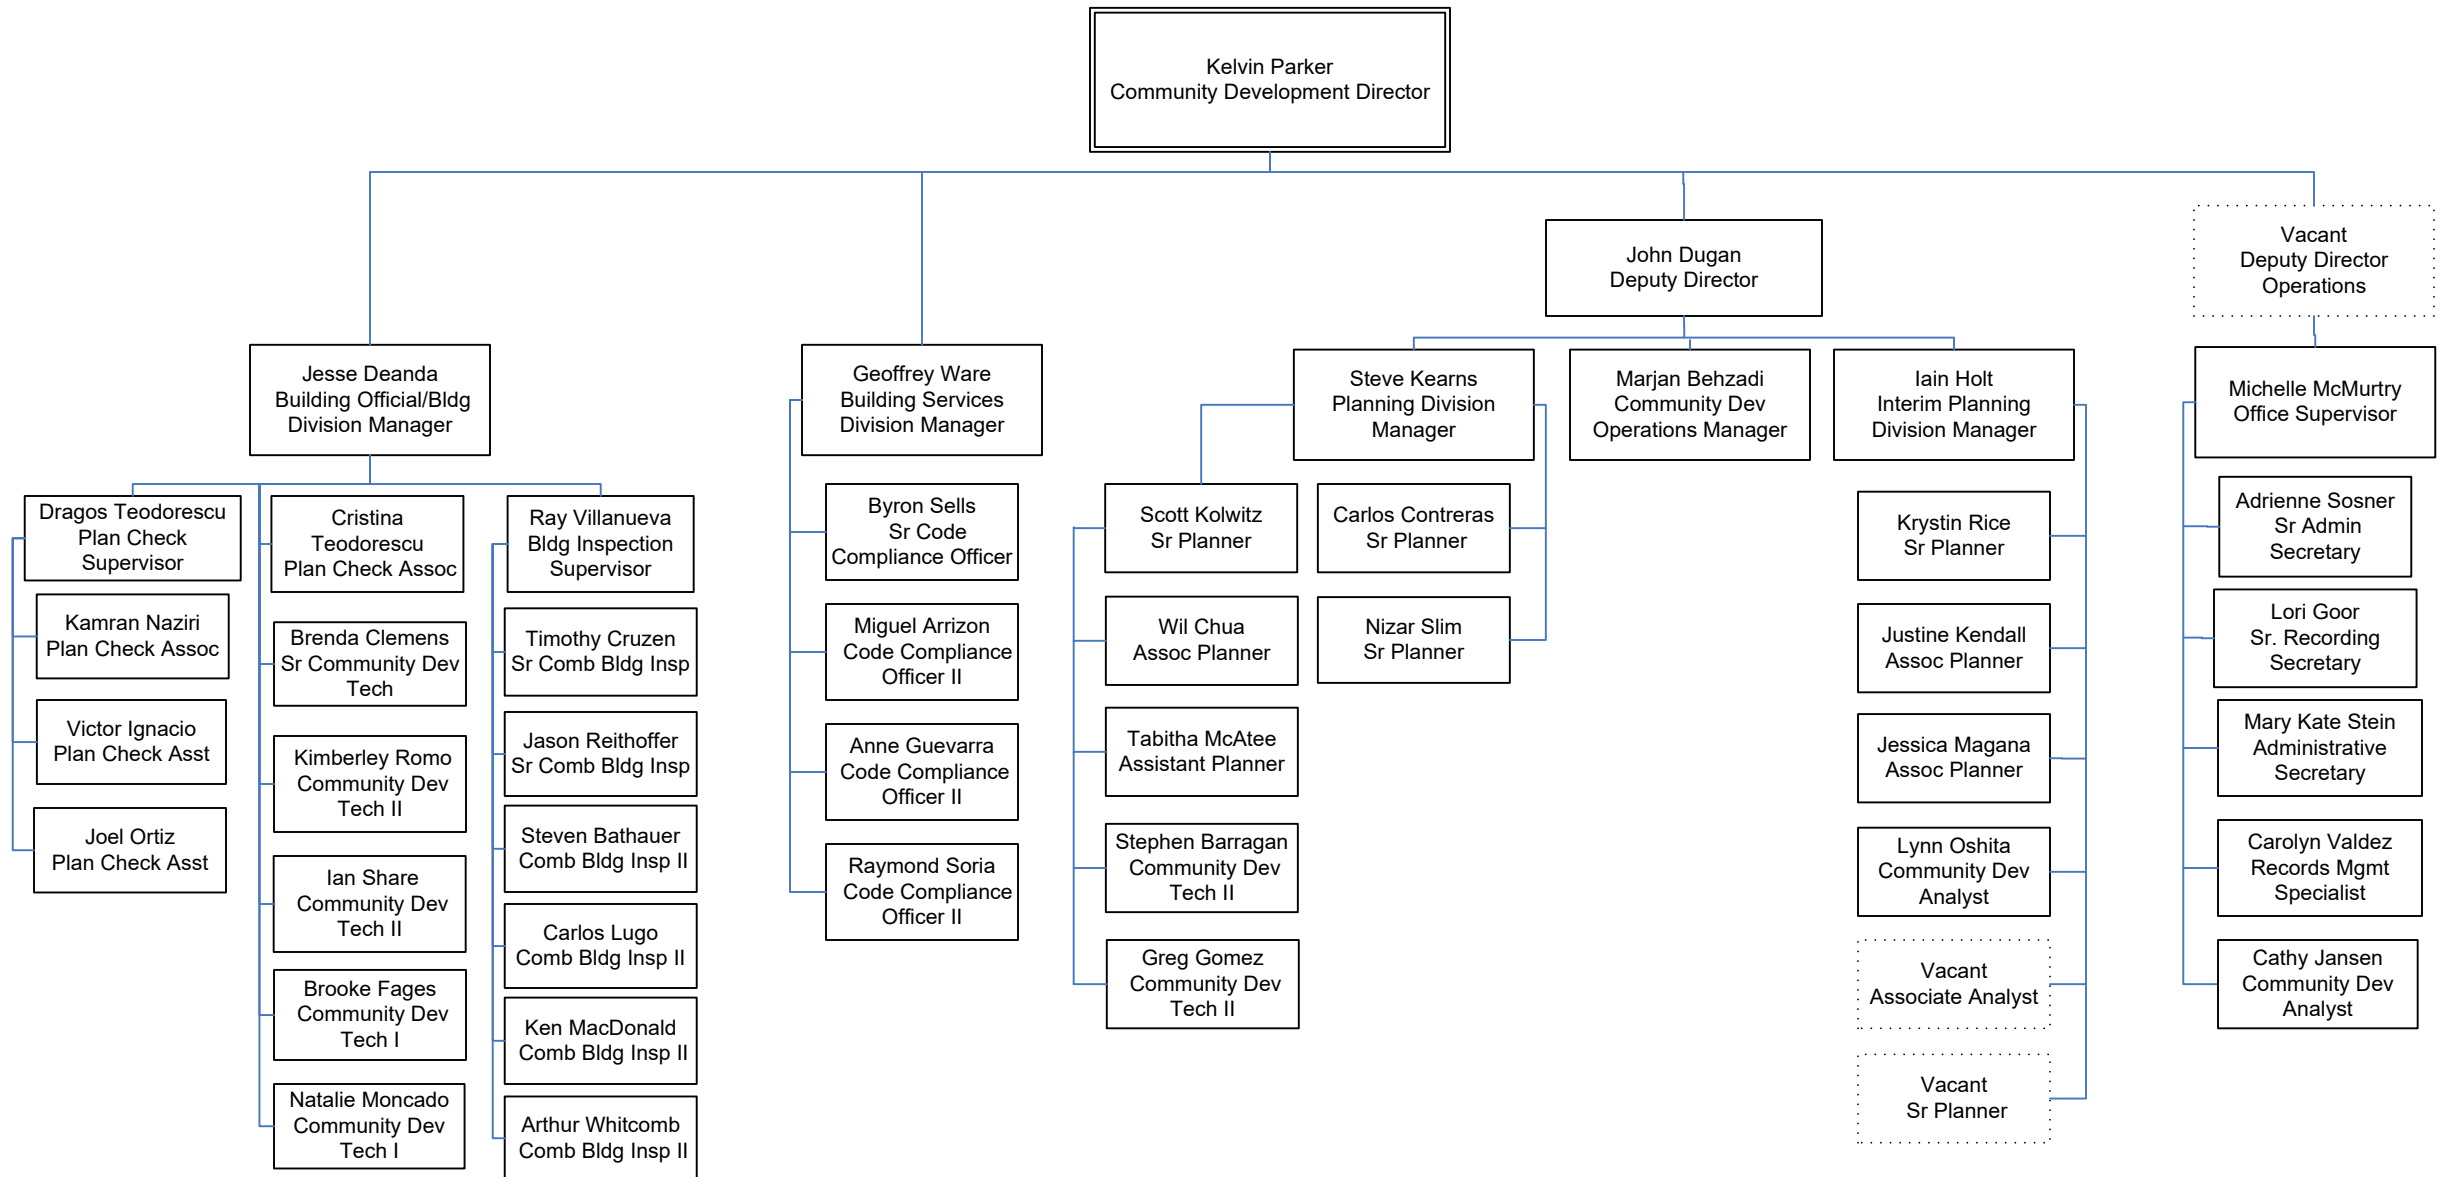 Kelvin Parker
Community Development Director
John Dugan
Deputy Director
Vacant
Deputy Director
Operations
Jesse Deanda
Building Official/Bldg
Division Manager
Geoffrey Ware
Building Services
Division Manager
Steve Kearns
Planning Division
Manager
Marjan Behzadi
Community Dev
Operations Manager
Iain Holt
Interim Planning
Division Manager
Michelle McMurtry
Office Supervisor
Dragos Teodorescu
Plan Check
Supervisor
Kamran Naziri
Plan Check Assoc
Victor Ignacio
Plan Check Asst
Joel Ortiz
Plan Check Asst
Cristina
Teodorescu
Plan Check Assoc
Brenda Clemens
Sr Community Dev
Tech
Kimberley Romo
Community Dev
Tech II
Ian Share
Community Dev
Tech II
Brooke Fages
Community Dev
Tech I
Natalie Moncado
Community Dev
Tech I
Ray Villanueva
Bldg Inspection
Supervisor
Timothy Cruzen
Sr Comb Bldg Insp
Jason Reithoffer
Sr Comb Bldg Insp
Steven Bathauer
Comb Bldg Insp II
Carlos Lugo
Comb Bldg Insp II
Ken MacDonald
Comb Bldg Insp II
Arthur Whitcomb
Comb Bldg Insp II
Byron Sells
Sr Code
Compliance Officer
Miguel Arrizon
Code Compliance
Officer II
Anne Guevarra
Code Compliance
Officer II
Raymond Soria
Code Compliance
Officer II
Scott Kolwitz
Sr Planner
Wil Chua
Assoc Planner
Tabitha McAtee
Assistant Planner
Stephen Barragan
Community Dev
Tech II
Greg Gomez
Community Dev
Tech II
Carlos Contreras
Sr Planner
Nizar Slim
Sr Planner
Krystin Rice
Sr Planner
Justine Kendall
Assoc Planner
Jessica Magana
Assoc Planner
Lynn Oshita
Community Dev
Analyst
Vacant
Associate Analyst
Vacant
Sr Planner
Adrienne Sosner
Sr Admin
Secretary
Lori Goor
Sr. Recording
Secretary
Mary Kate Stein
Administrative
Secretary
Carolyn Valdez
Records Mgmt
Specialist
Cathy Jansen
Community Dev
Analyst